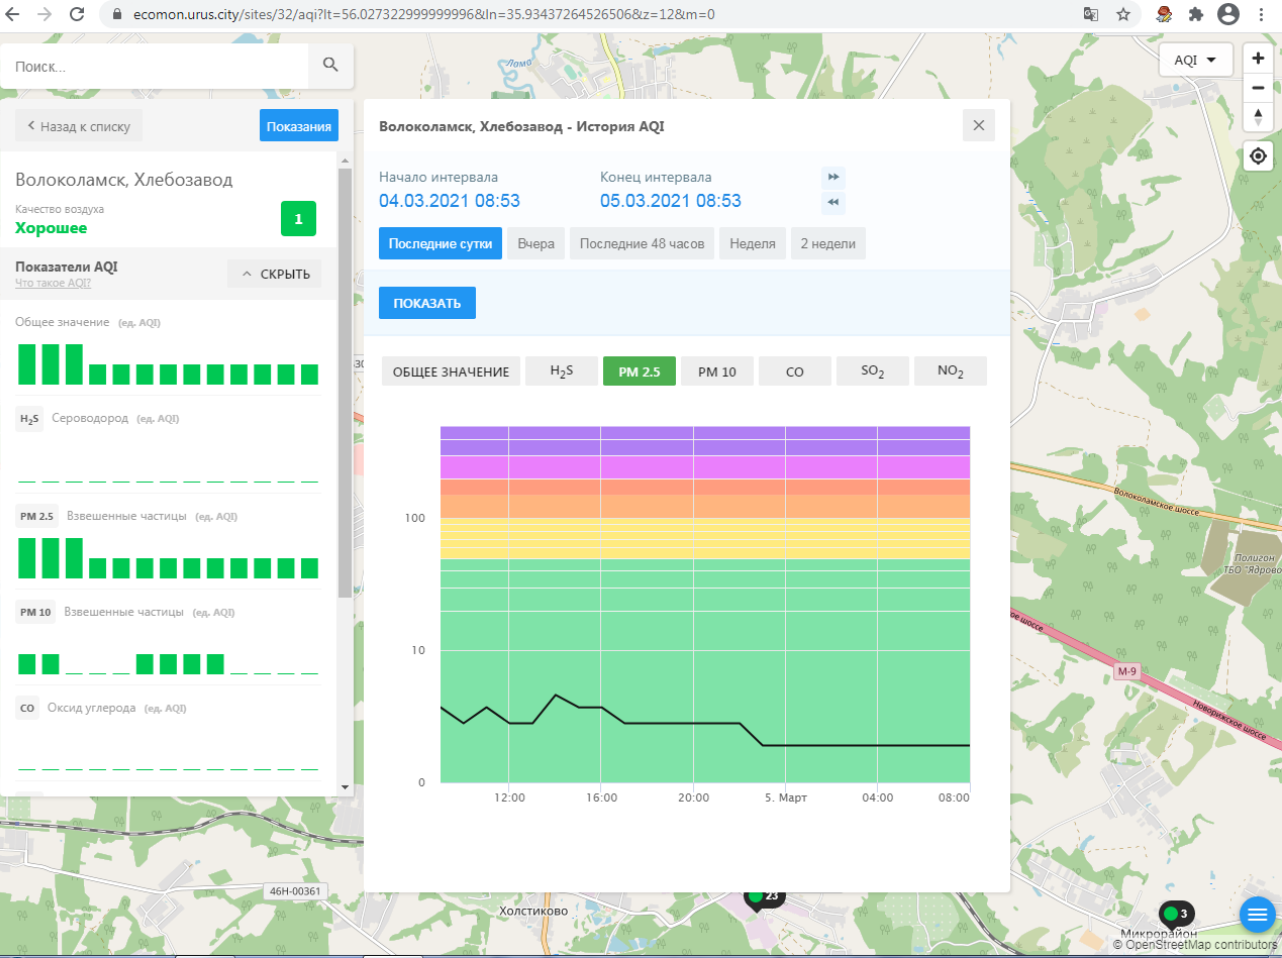 ecomon.urus.city/sites/32/aqi?lt=56.027322999999996&ln=35.93437264526506&z=12&m=0
Поиск...
AQI
Назад к списку
Показания
Волоколамск, Хлебозавод
Качество воздуха
Хорошее
1
Показатели AQI
Что такое AQI?
СКРЫТЬ
Общее значение (ед. AQI)
H₂S Сероводород (ед. AQI)
PM 2.5 Взвешенные частицы (ед. AQI)
PM 10 Взвешенные частицы (ед. AQI)
CO Оксид углерода (ед. AQI)
Волоколамск, Хлебозавод - История AQI
Начало интервала
04.03.2021 08:53
Конец интервала
05.03.2021 08:53
Последние сутки
Вчера
Последние 48 часов
Неделя
2 недели
ПОКАЗАТЬ
ОБЩЕЕ ЗНАЧЕНИЕ
H₂S
PM 2.5
PM 10
CO
SO₂
NO₂
100
10
0
12:00
16:00
20:00
5. Март
04:00
08:00
Лома
Волоколамское шоссе
Полигон
ТБО "Ядрово
M-9
Новорижское шоссе
ое шоссе
46Н-00361
Холстиково
23
3
Микрорайон
© OpenStreetMap contributors